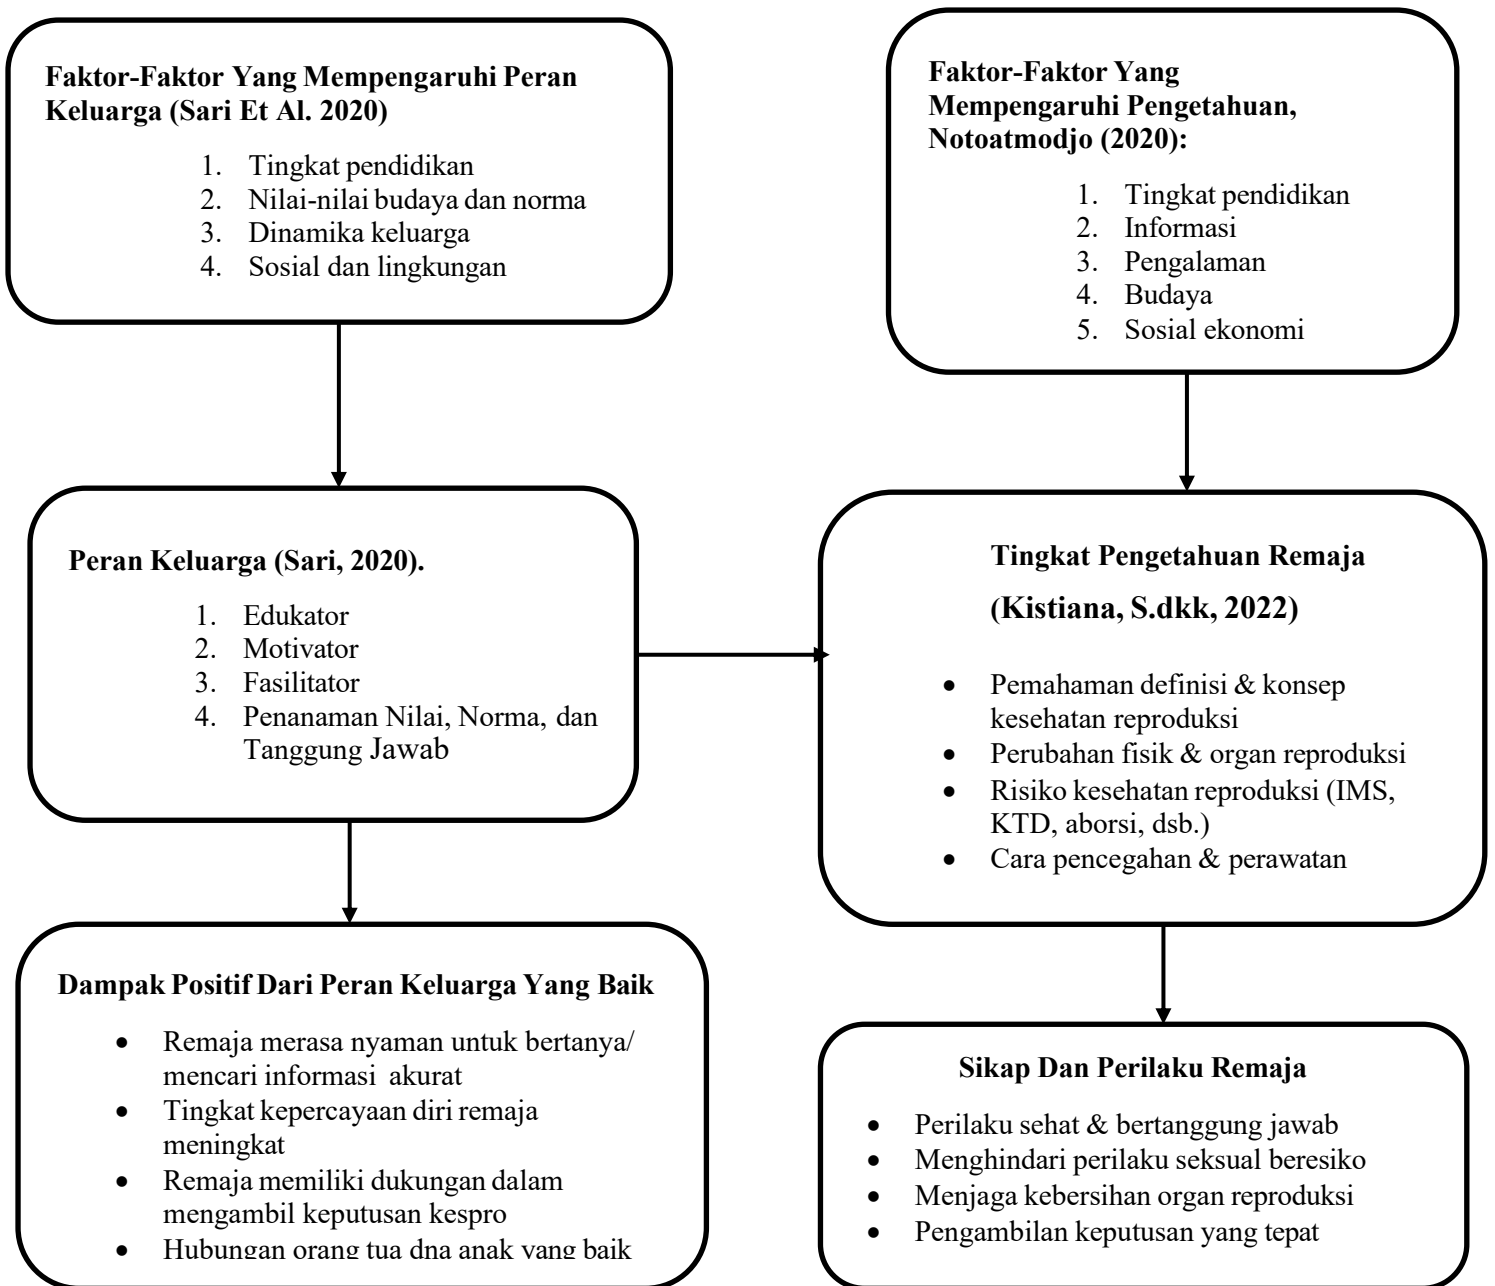 Faktor-Faktor Yang Mempengaruhi Peran
Keluarga (Sari Et Al. 2020)
1. Tingkat pendidikan
2. Nilai-nilai budaya dan norma
3. Dinamika keluarga
4. Sosial dan lingkungan
Faktor-Faktor Yang
Mempengaruhi Pengetahuan,
Notoatmodjo (2020):
1. Tingkat pendidikan
2. Informasi
3. Pengalaman
4. Budaya
5. Sosial ekonomi
Peran Keluarga (Sari, 2020).
1. Edukator
2. Motivator
3. Fasilitator
4. Penanaman Nilai, Norma, dan
Tanggung Jawab
Tingkat Pengetahuan Remaja
(Kistiana, S.dkk, 2022)
• Pemahaman definisi & konsep
kesehatan reproduksi
• Perubahan fisik & organ reproduksi
• Risiko kesehatan reproduksi (IMS,
KTD, aborsi, dsb.)
• Cara pencegahan & perawatan
Dampak Positif Dari Peran Keluarga Yang Baik
• Remaja merasa nyaman untuk bertanya/
mencari informasi akurat
• Tingkat kepercayaan diri remaja
meningkat
• Remaja memiliki dukungan dalam
mengambil keputusan kespro
• Hubungan orang tua dna anak yang baik
Sikap Dan Perilaku Remaja
• Perilaku sehat & bertanggung jawab
• Menghindari perilaku seksual beresiko
• Menjaga kebersihan organ reproduksi
• Pengambilan keputusan yang tepat